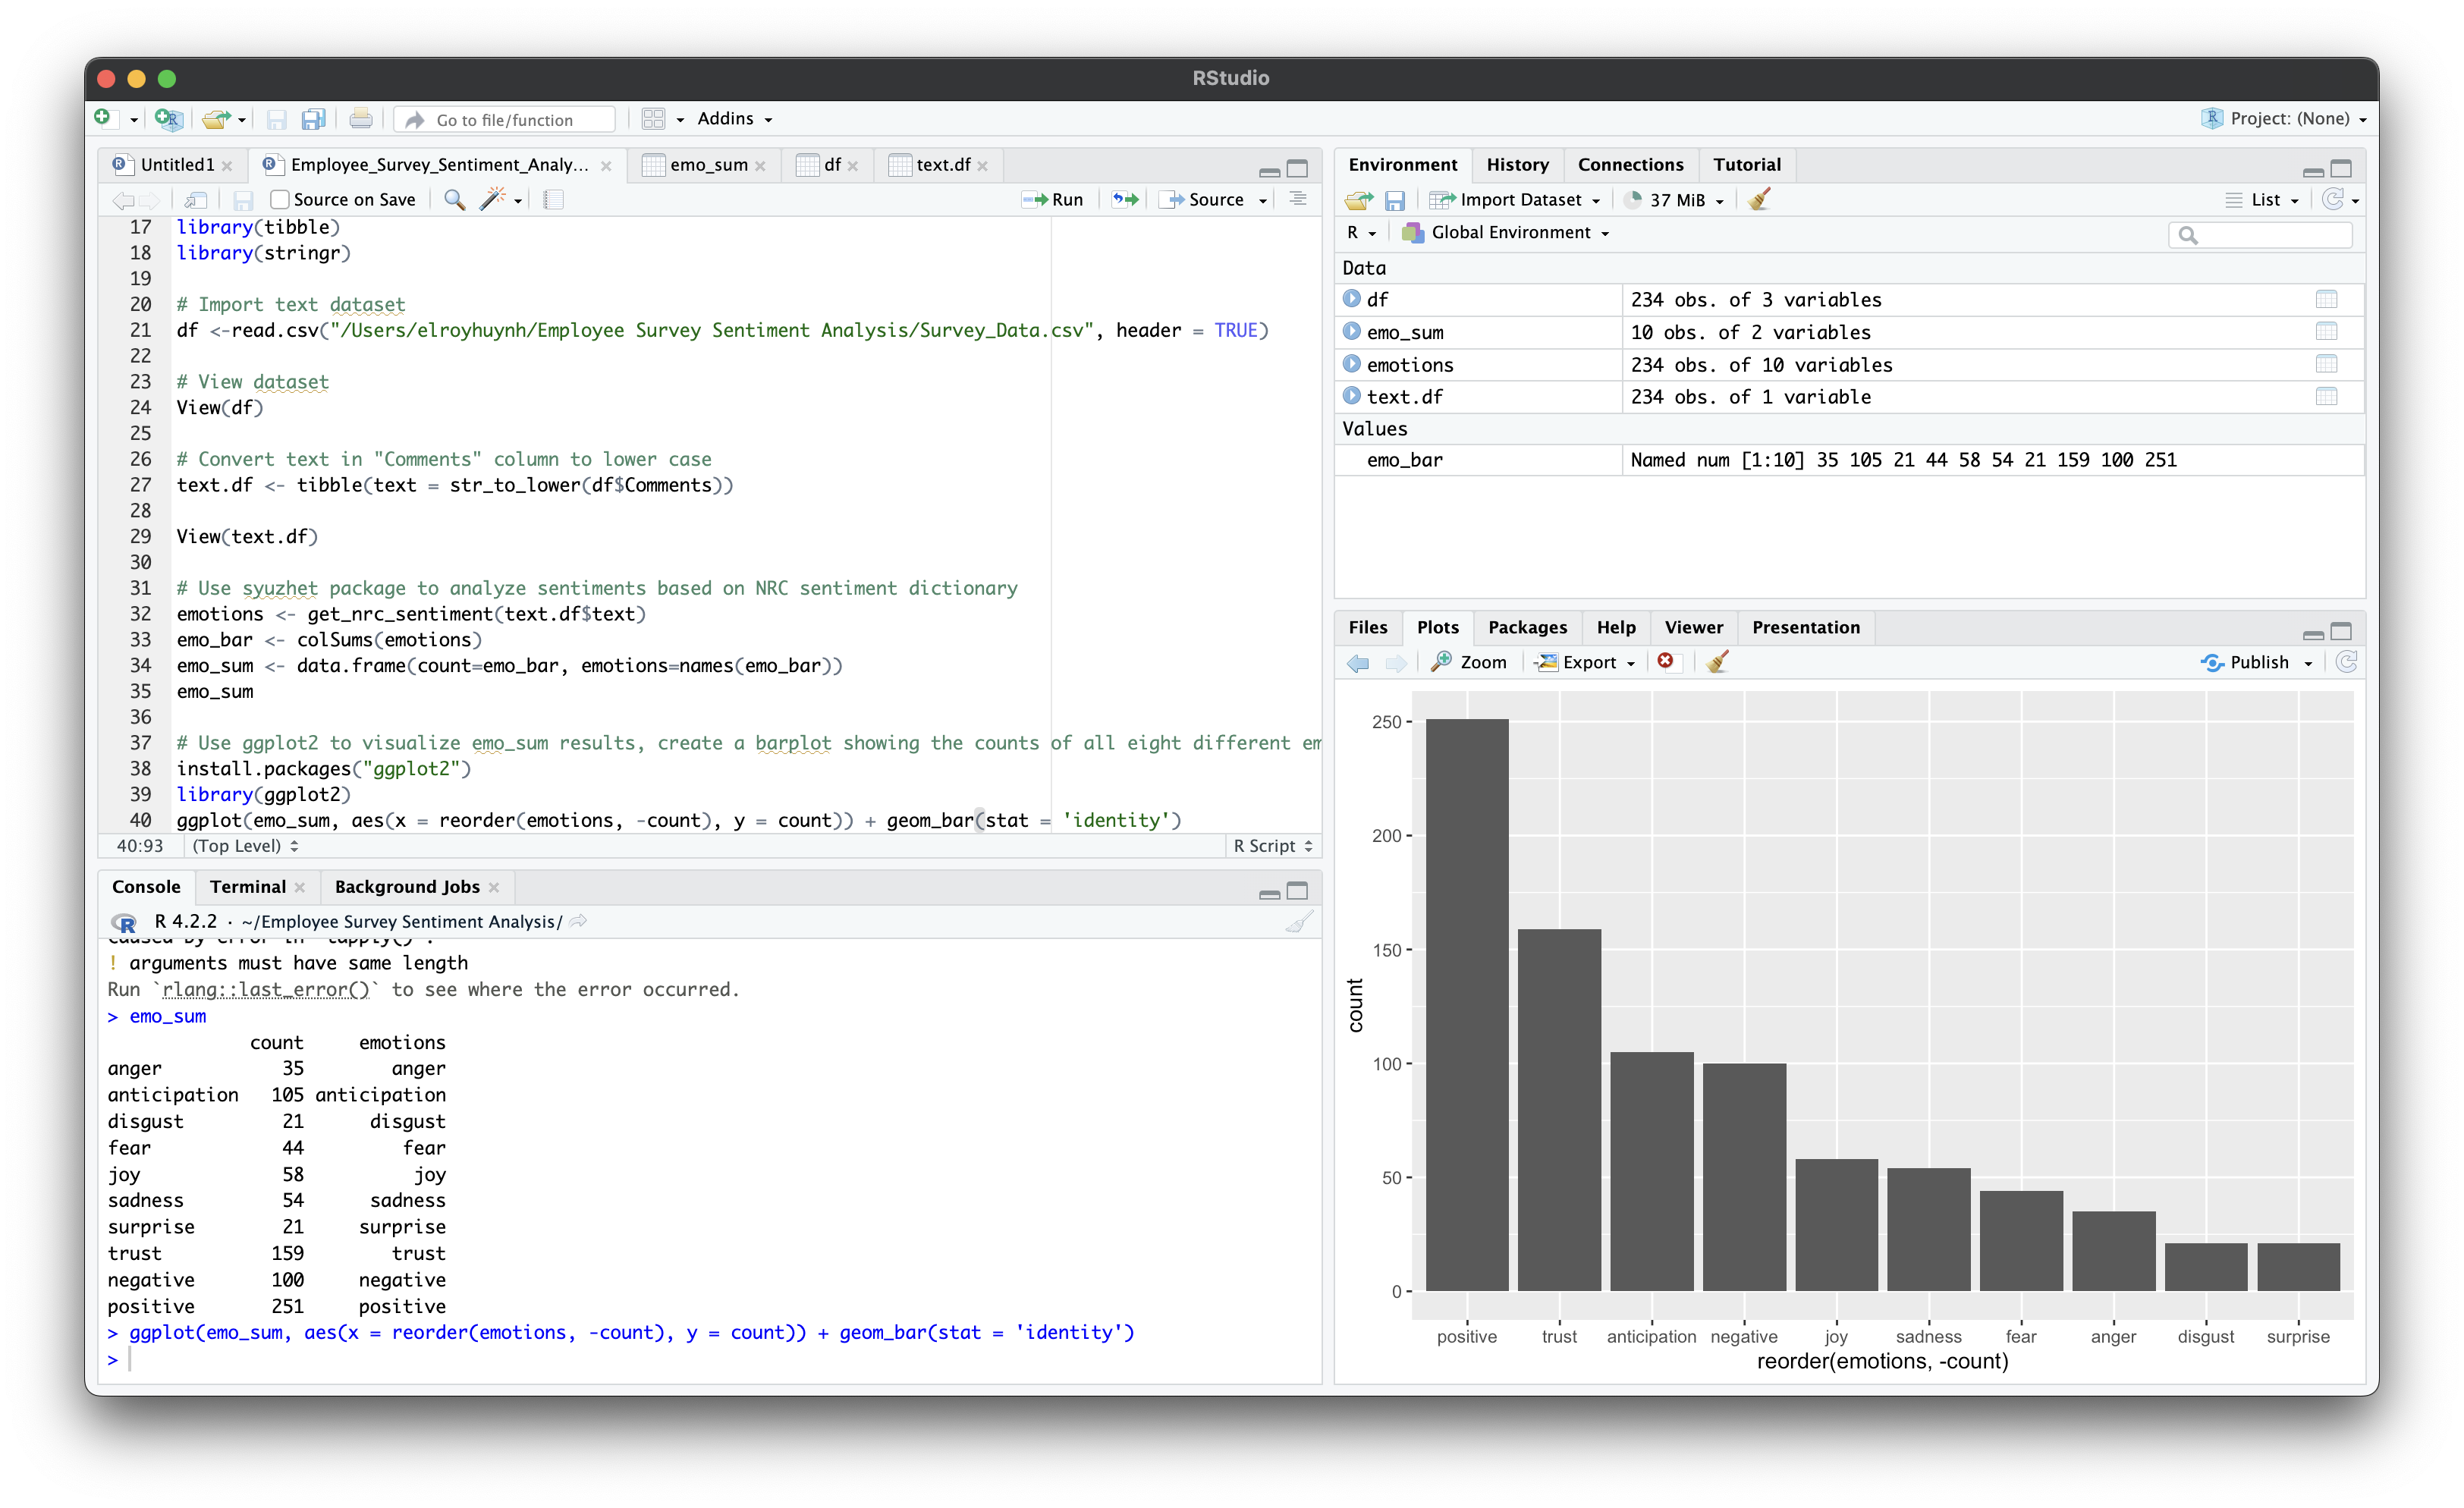 RStudio
Go to file/function
Addins
Project: (None)
Untitled1
Employee_Survey_Sentiment_Analy...
emo_sum
df
text.df
Source on Save
Run
Source
17 library(tibble)
18 library(stringr)
19
20 # Import text dataset
21 df <-read.csv("/Users/elroyhuynh/Employee Survey Sentiment Analysis/Survey_Data.csv", header = TRUE)
22
23 # View dataset
24 View(df)
25
26 # Convert text in "Comments" column to lower case
27 text.df <- tibble(text = str_to_lower(df$Comments))
28
29 View(text.df)
30
31 # Use syuzhet package to analyze sentiments based on NRC sentiment dictionary
32 emotions <- get_nrc_sentiment(text.df$text)
33 emo_bar <- colSums(emotions)
34 emo_sum <- data.frame(count=emo_bar, emotions=names(emo_bar))
35 emo_sum
36
37 # Use ggplot2 to visualize emo_sum results, create a barplot showing the counts of all eight different em
38 install.packages("ggplot2")
39 library(ggplot2)
40 ggplot(emo_sum, aes(x = reorder(emotions, -count), y = count)) + geom_bar(stat = 'identity')
40:93
(Top Level)
R Script
Console
Terminal
Background Jobs
R 4.2.2 · ~/Employee Survey Sentiment Analysis/
Caused by error in `tapply()`:
! arguments must have same length
Run `rlang::last_error()` to see where the error occurred.
> emo_sum
count emotions
anger 35 anger
anticipation 105 anticipation
disgust 21 disgust
fear 44 fear
joy 58 joy
sadness 54 sadness
surprise 21 surprise
trust 159 trust
negative 100 negative
positive 251 positive
> ggplot(emo_sum, aes(x = reorder(emotions, -count), y = count)) + geom_bar(stat = 'identity')
>
Environment
History
Connections
Tutorial
Import Dataset
37 MiB
List
R
Global Environment
Data
df 234 obs. of 3 variables
emo_sum 10 obs. of 2 variables
emotions 234 obs. of 10 variables
text.df 234 obs. of 1 variable
Values
emo_bar Named num [1:10] 35 105 21 44 58 54 21 159 100 251
Files
Plots
Packages
Help
Viewer
Presentation
Zoom
Export
Publish
250
200
150
100
50
0
count
positive
trust
anticipation
negative
joy
sadness
fear
anger
disgust
surprise
reorder(emotions, -count)